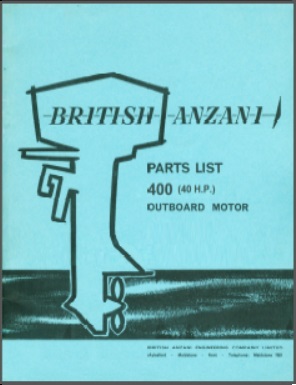 BRITISH ANZANI
PARTS LIST
400 (40 H.P.)
OUTBOARD MOTOR
BRITISH ANZANI ENGINEERING COMPANY LIMITED